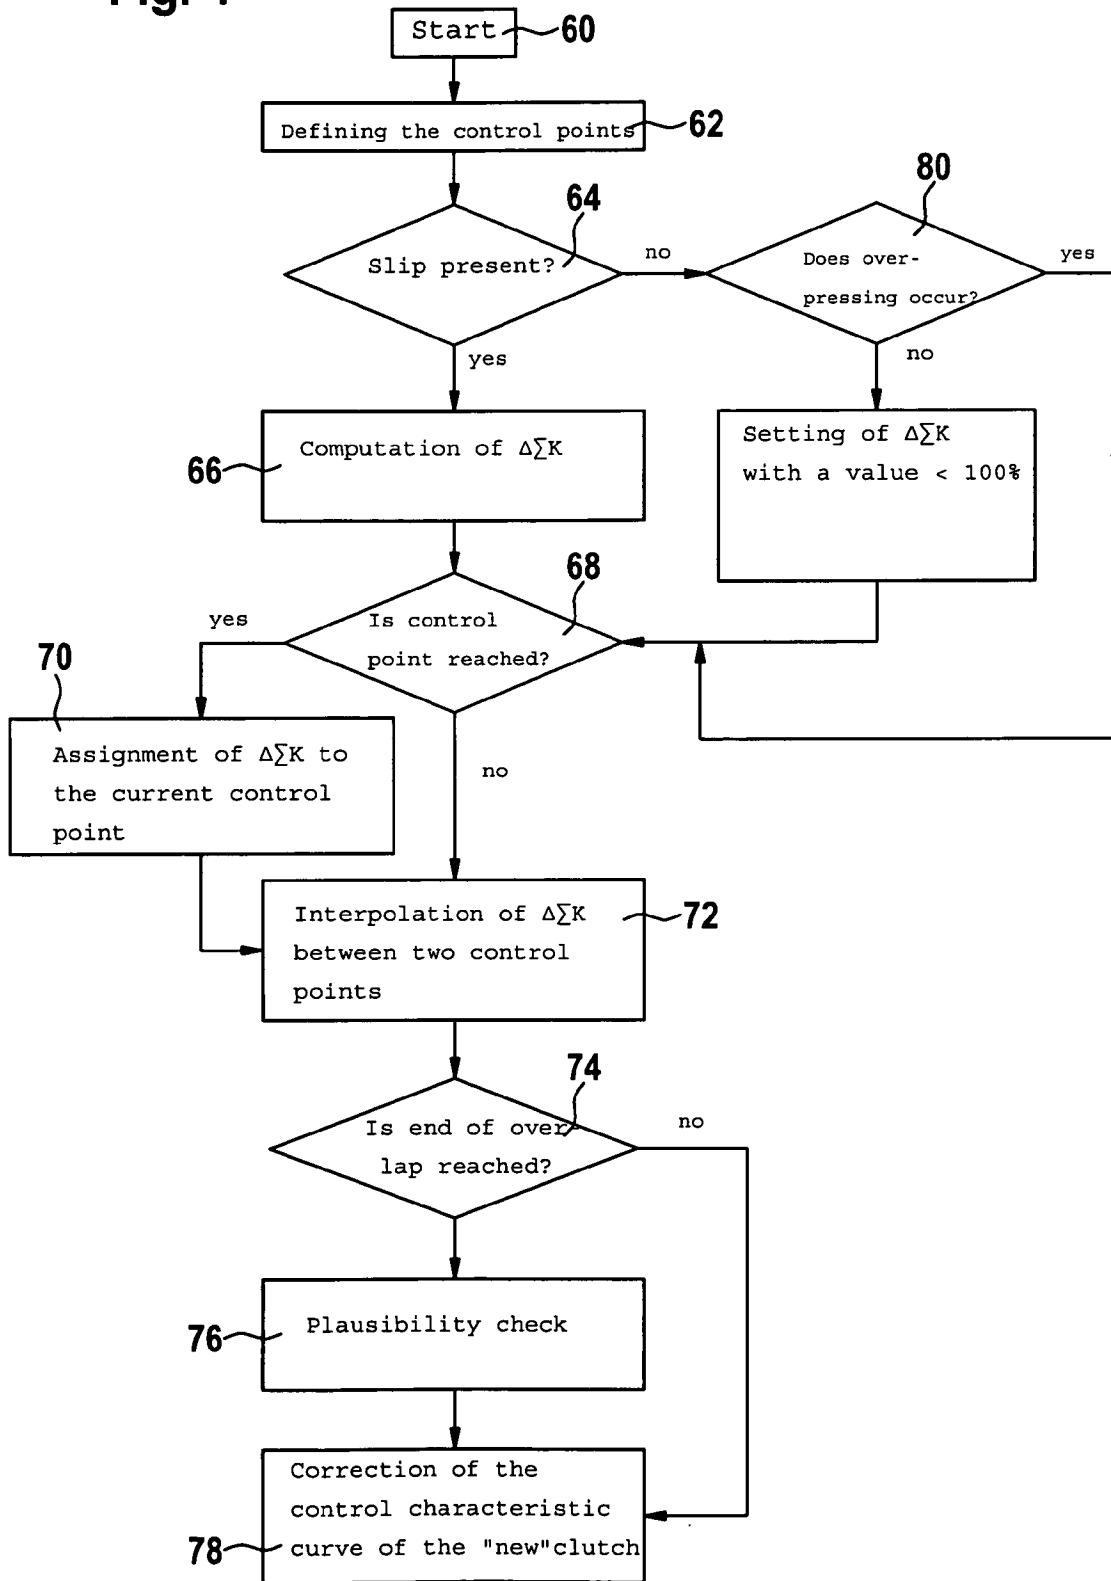 Start 60
Defining the control points 62
64
80
Slip present?
no
Does over-
pressing occur?
yes
yes
no
66
Computation of Δ∑K
Setting of Δ∑K
with a value < 100%
68
yes
Is control
point reached?
70
Assignment of Δ∑K to
the current control
point
no
Interpolation of Δ∑K
between two control
points
72
74
Is end of over-
lap reached?
no
76
Plausibility check
Correction of the
control characteristic
curve of the "new"clutch
78